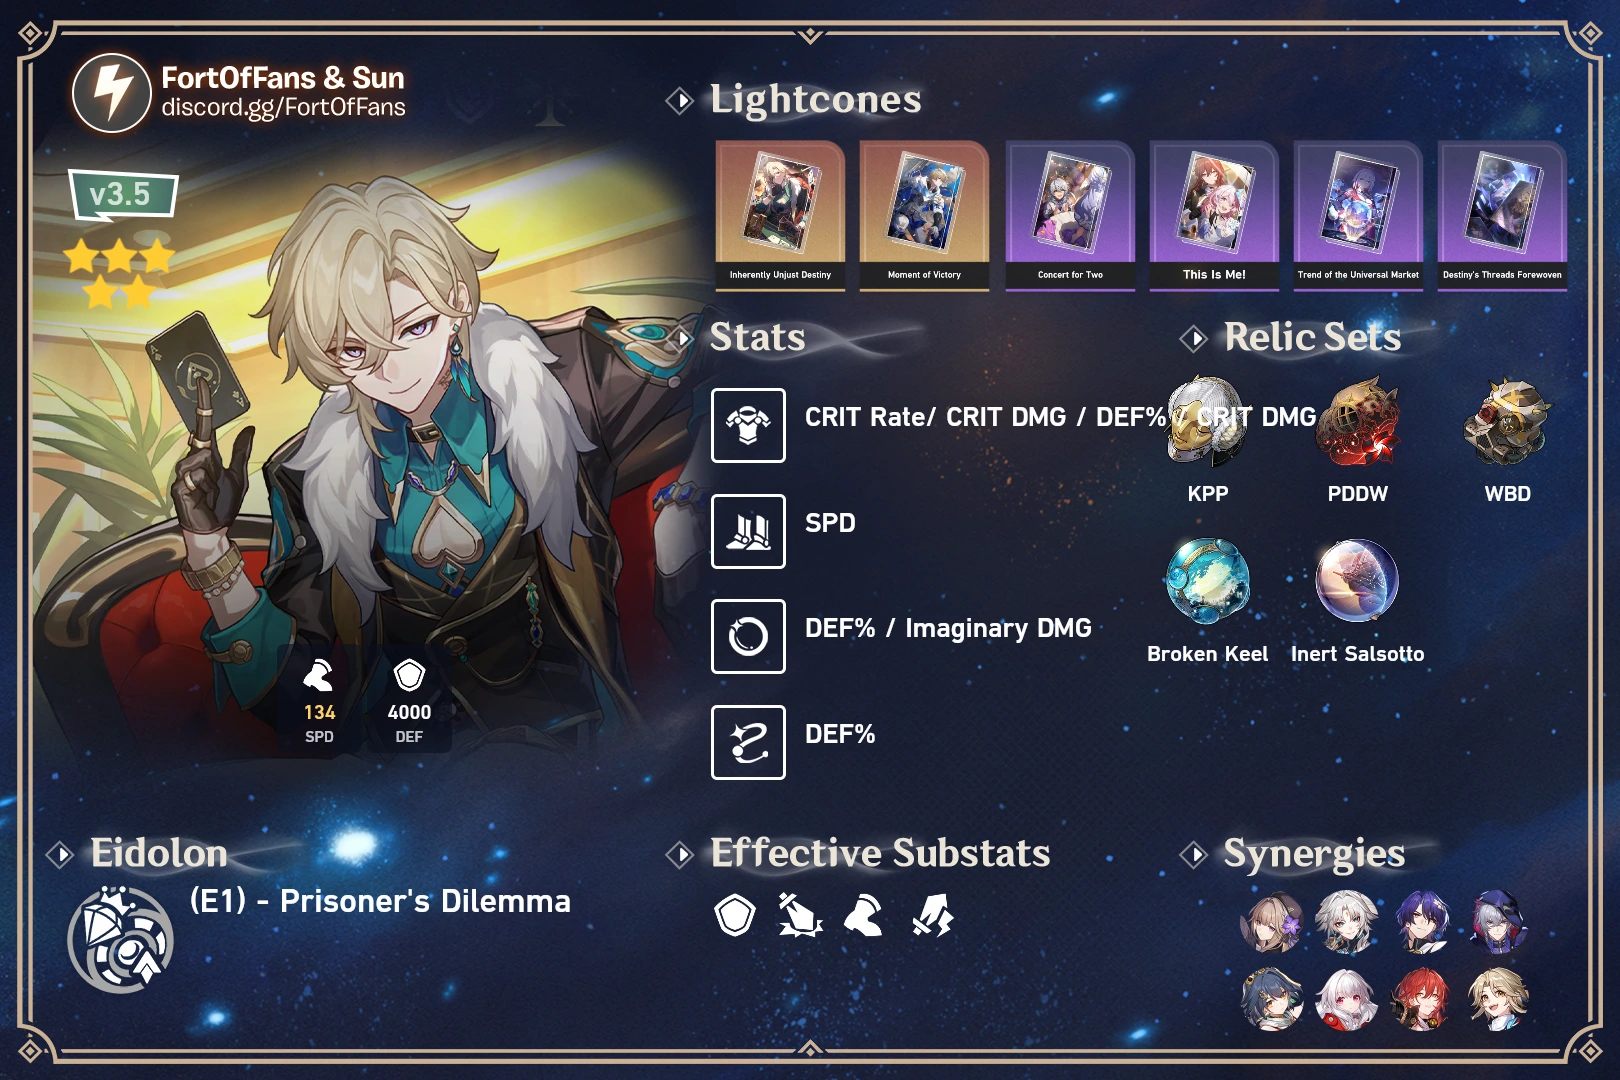 FortOfFans & Sun
discord.gg/FortOfFans
v3.5
134
SPD
4000
DEF
Lightcones
Inherently Unjust Destiny
Moment of Victory
Concert for Two
This Is Me!
Trend of the Universal Market
Destiny's Threads Forewoven
Stats
CRIT Rate/ CRIT DMG / DEF% / CRIT DMG
SPD
DEF% / Imaginary DMG
DEF%
Relic Sets
KPP
PDDW
WBD
Broken Keel
Inert Salsotto
Eidolon
(E1) - Prisoner's Dilemma
Effective Substats
Synergies